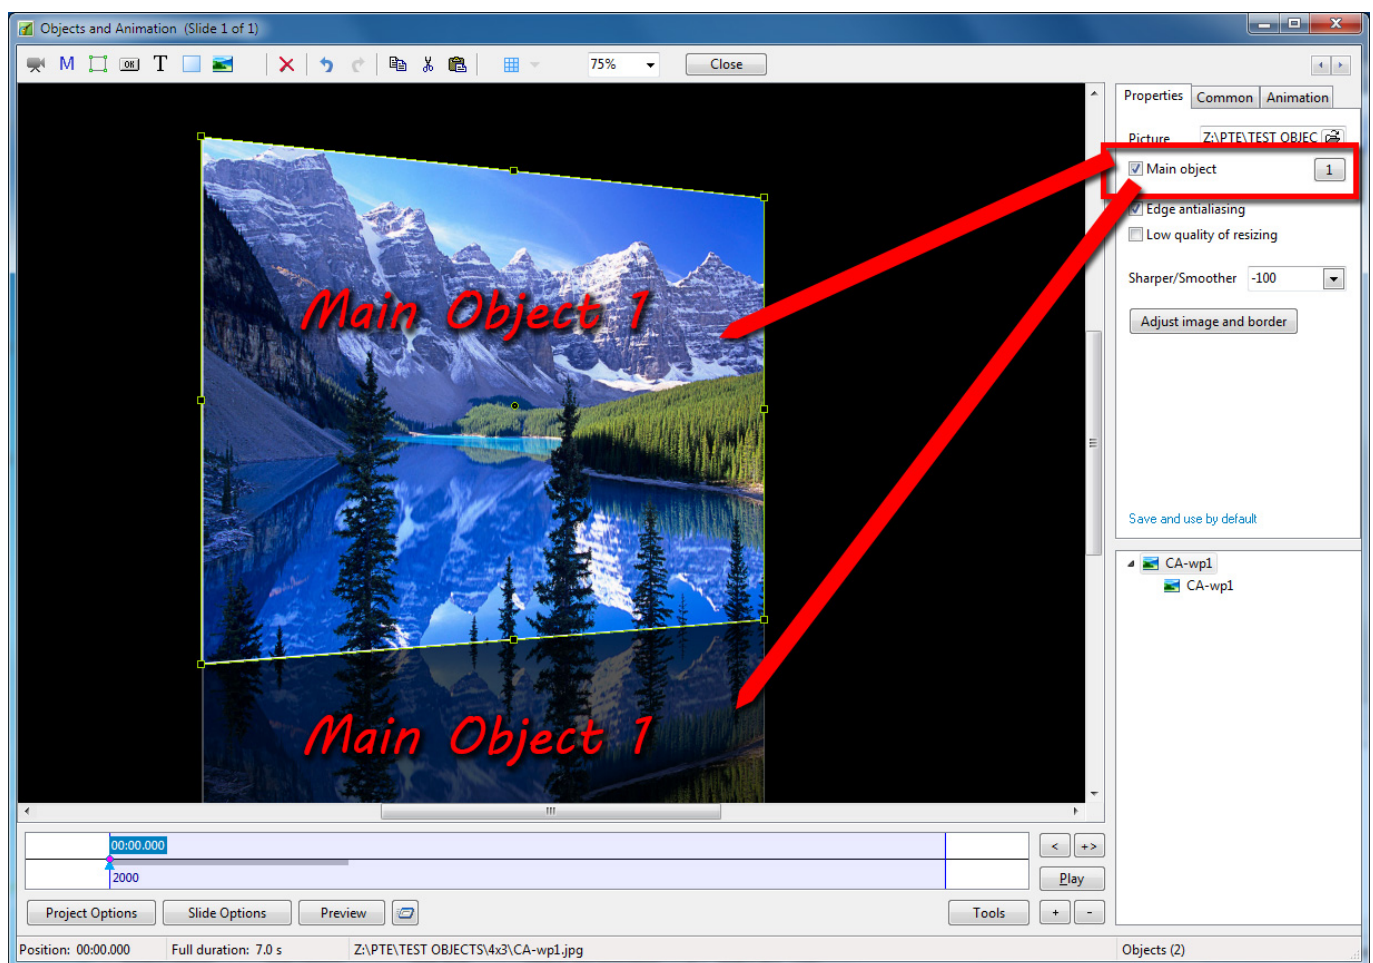 Objects and Animation (Slide 1 of 1)
M OK T 75% Close
Properties Common Animation
Picture Z:\PTE\TEST OBJEC
Main object 1
Edge antialiasing
Low quality of resizing
Sharper/Smoother -100
Adjust image and border
Save and use by default
Main Object 1
Main Object 1
CA-wp1
CA-wp1
00:00.000
2000
< +>
Play
Project Options Slide Options Preview Tools + -
Position: 00:00.000 Full duration: 7.0 s Z:\PTE\TEST OBJECTS\4x3\CA-wp1.jpg Objects (2)